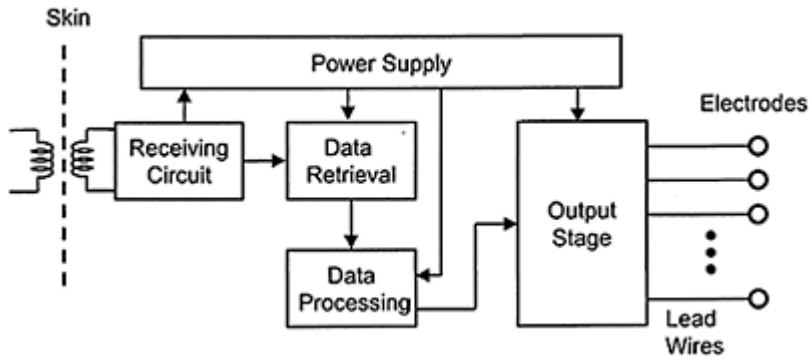 Skin
Power Supply
Electrodes
Receiving
Circuit
Data
Retrieval
Output
Stage
Data
Processing
Lead
Wires